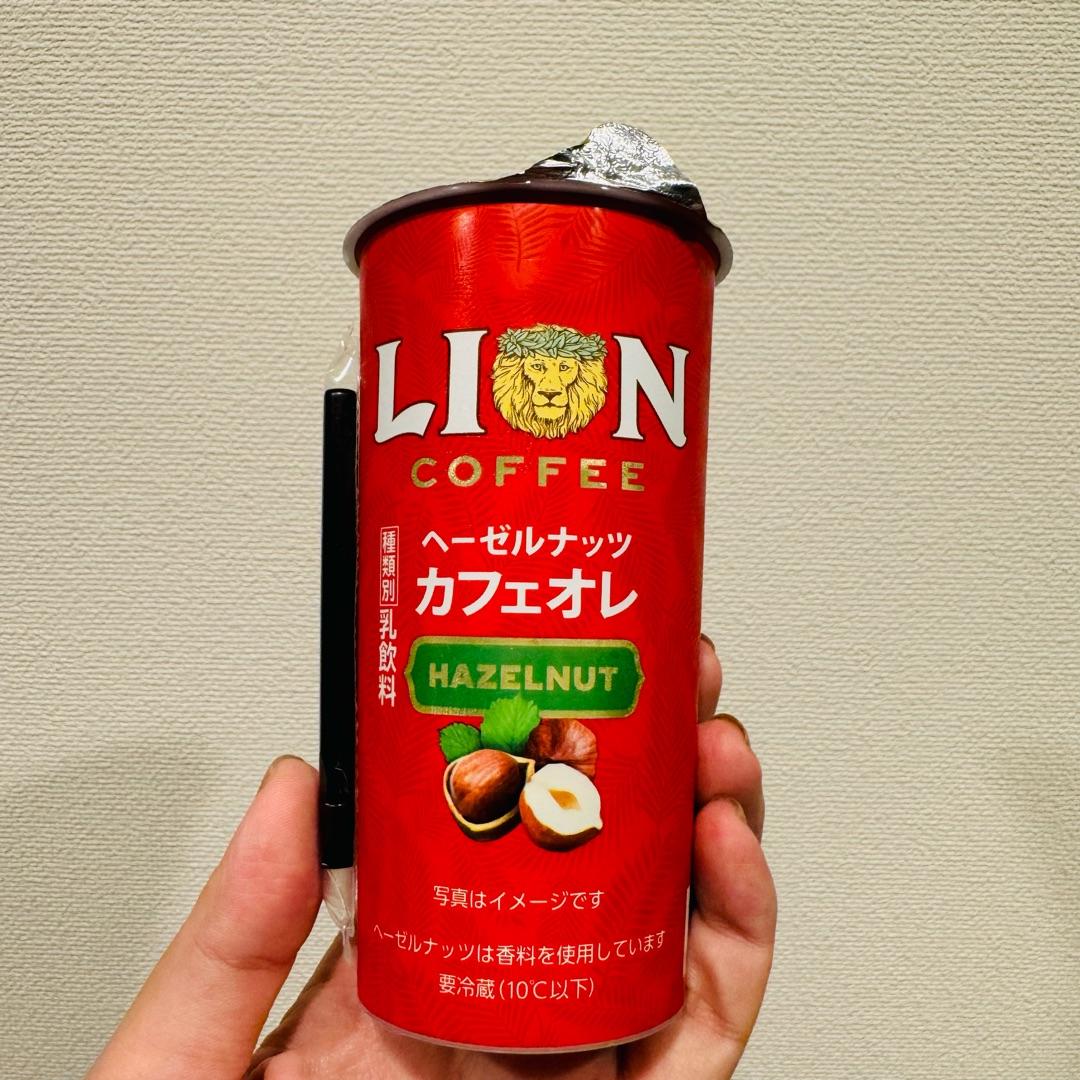 LION
COFFEE
ヘーゼルナッツ
カフェオレ
種類別 乳飲料
HAZELNUT
写真はイメージです
ヘーゼルナッツは香料を使用しています
要冷蔵(10℃以下)